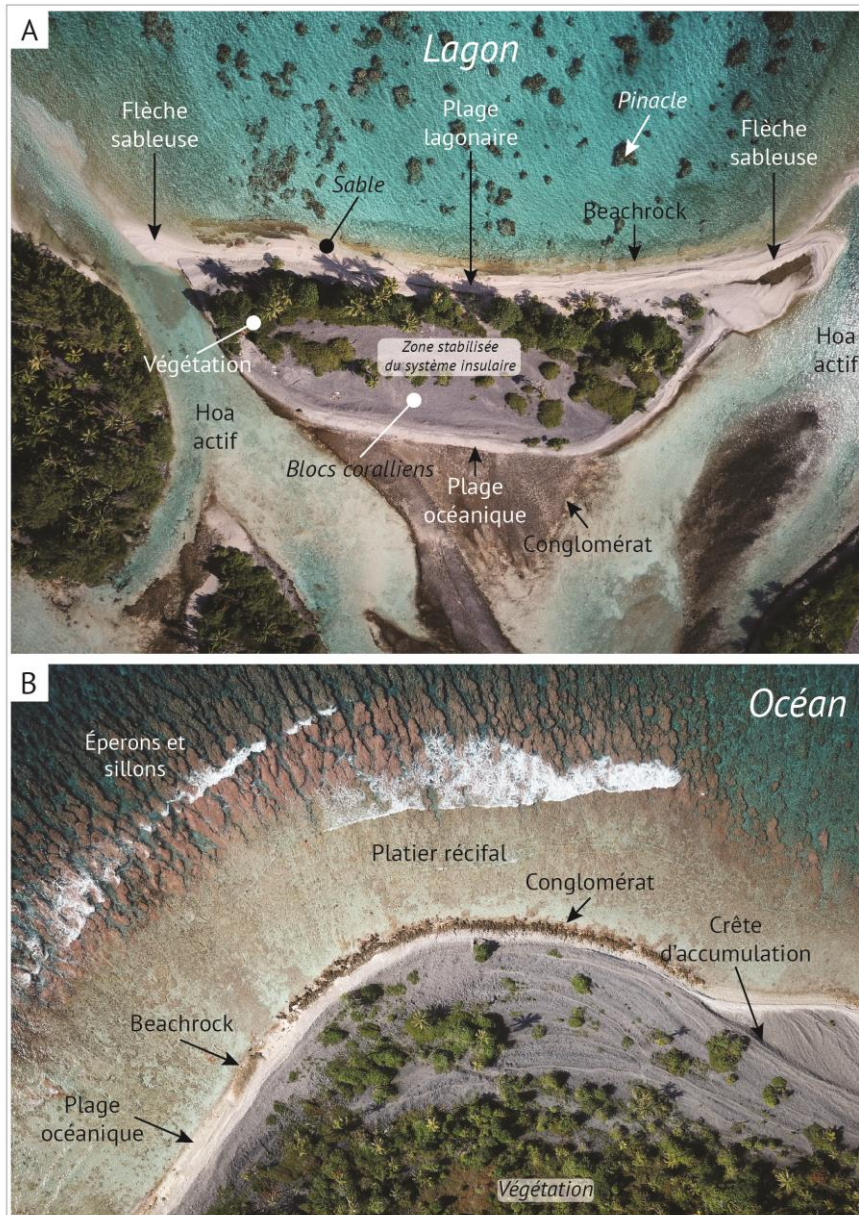 A
Lagon
Flèche
sableuse
Plage
lagonaire
Pinacle
Flèche
sableuse
Sable
Beachrock
Végétation
Zone stabilisée
du système insulaire
Hoa
actif
Hoa
actif
Blocs coralliens
Plage
océanique
Conglomérat
B
Océan
Éperons et
sillons
Platier récifal
Conglomérat
Crête
d'accumulation
Beachrock
Plage
océanique
Végétation